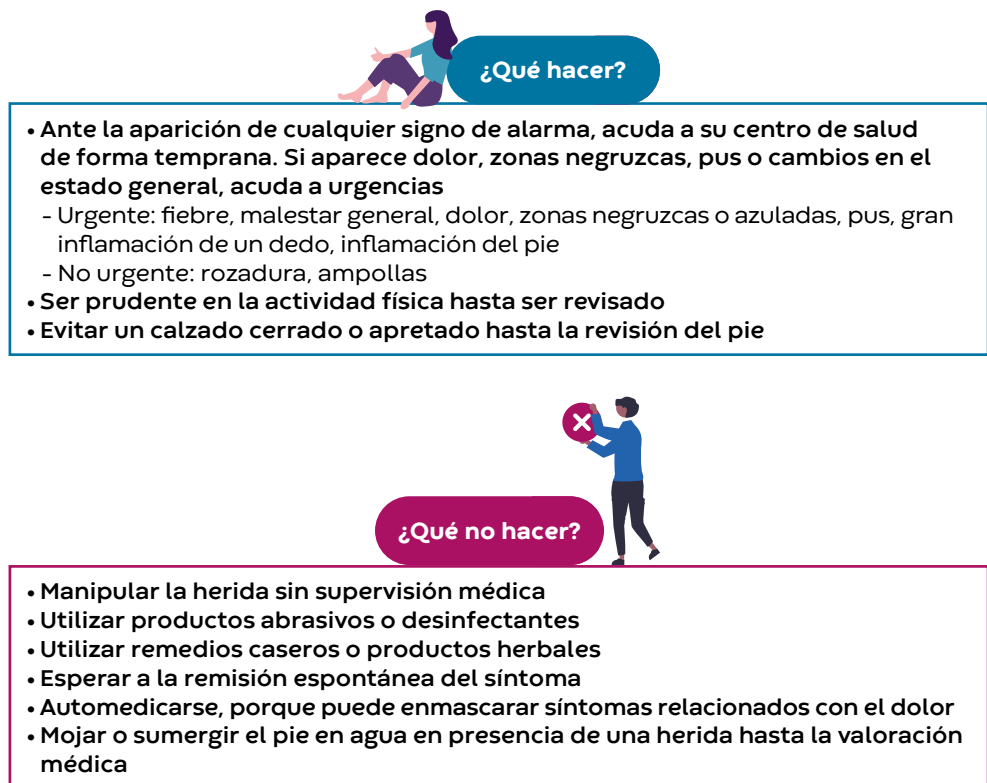 ¿Qué hacer?
• Ante la aparición de cualquier signo de alarma, acuda a su centro de salud
de forma temprana. Si aparece dolor, zonas negruzcas, pus o cambios en el
estado general, acuda a urgencias
- Urgente: fiebre, malestar general, dolor, zonas negruzcas o azuladas, pus, gran
inflamación de un dedo, inflamación del pie
- No urgente: rozadura, ampollas
• Ser prudente en la actividad física hasta ser revisado
• Evitar un calzado cerrado o apretado hasta la revisión del pie
¿Qué no hacer?
• Manipular la herida sin supervisión médica
• Utilizar productos abrasivos o desinfectantes
• Utilizar remedios caseros o productos herbales
• Esperar a la remisión espontánea del síntoma
• Automedicarse, porque puede enmascarar síntomas relacionados con el dolor
• Mojar o sumergir el pie en agua en presencia de una herida hasta la valoración
médica